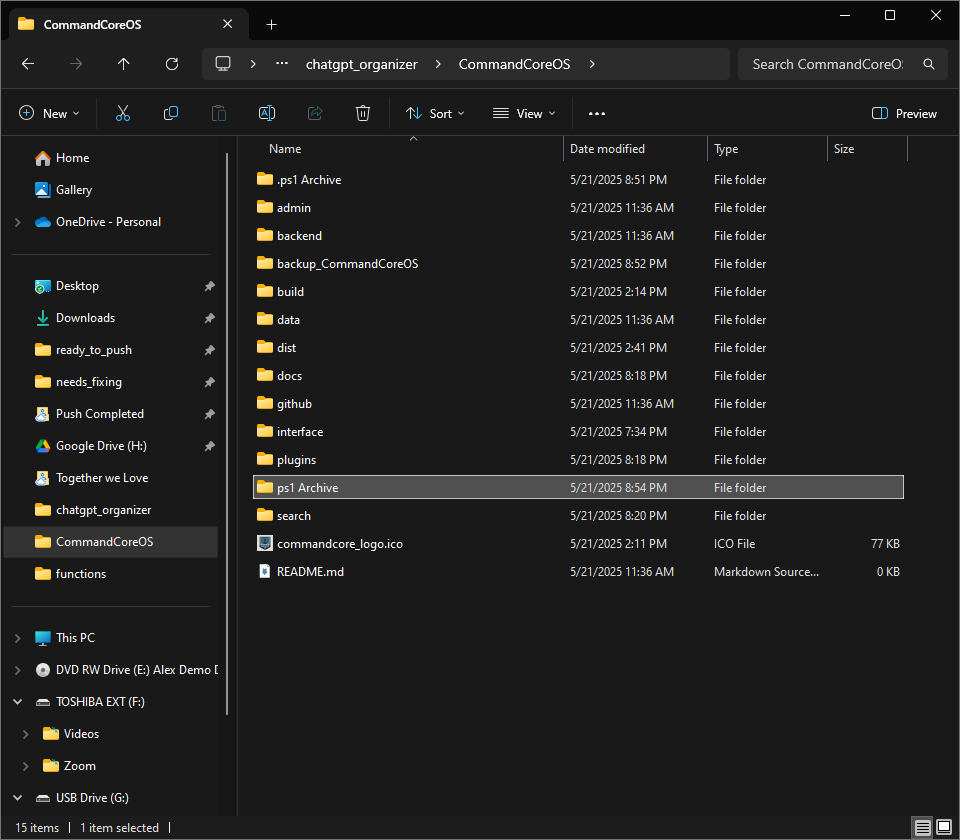 CommandCoreOS
chatgpt_organizer
CommandCoreOS
Search CommandCoreOS
New
Sort
View
Preview
Home
Gallery
OneDrive - Personal
Desktop
Downloads
ready_to_push
needs_fixing
Push Completed
Google Drive (H:)
Together we Love
chatgpt_organizer
CommandCoreOS
functions
This PC
DVD RW Drive (E:) Alex Demo D
TOSHIBA EXT (F:)
Videos
Zoom
USB Drive (G:)
Name Date modified Type Size
.ps1 Archive 5/21/2025 8:51 PM File folder
admin 5/21/2025 11:36 AM File folder
backend 5/21/2025 11:36 AM File folder
backup_CommandCoreOS 5/21/2025 8:52 PM File folder
build 5/21/2025 2:14 PM File folder
data 5/21/2025 11:36 AM File folder
dist 5/21/2025 2:41 PM File folder
docs 5/21/2025 8:18 PM File folder
github 5/21/2025 11:36 AM File folder
interface 5/21/2025 7:34 PM File folder
plugins 5/21/2025 8:18 PM File folder
ps1 Archive 5/21/2025 8:54 PM File folder
search 5/21/2025 8:20 PM File folder
commandcore_logo.ico 5/21/2025 2:11 PM ICO File 77 KB
README.md 5/21/2025 11:36 AM Markdown Source... 0 KB
15 items 1 item selected